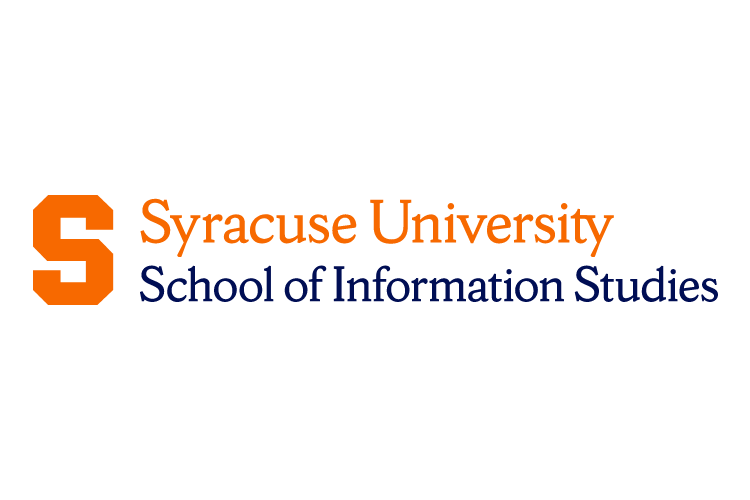 S
Syracuse University
School of Information Studies